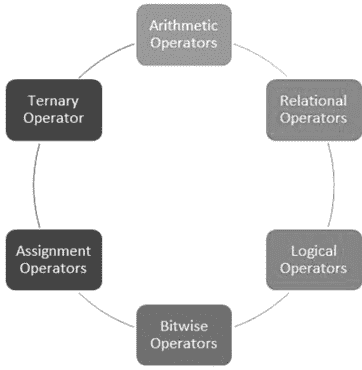 Arithmetic
Operators
Ternary
Operator
Relational
Operators
Assignment
Operators
Logical
Operators
Bitwise
Operators